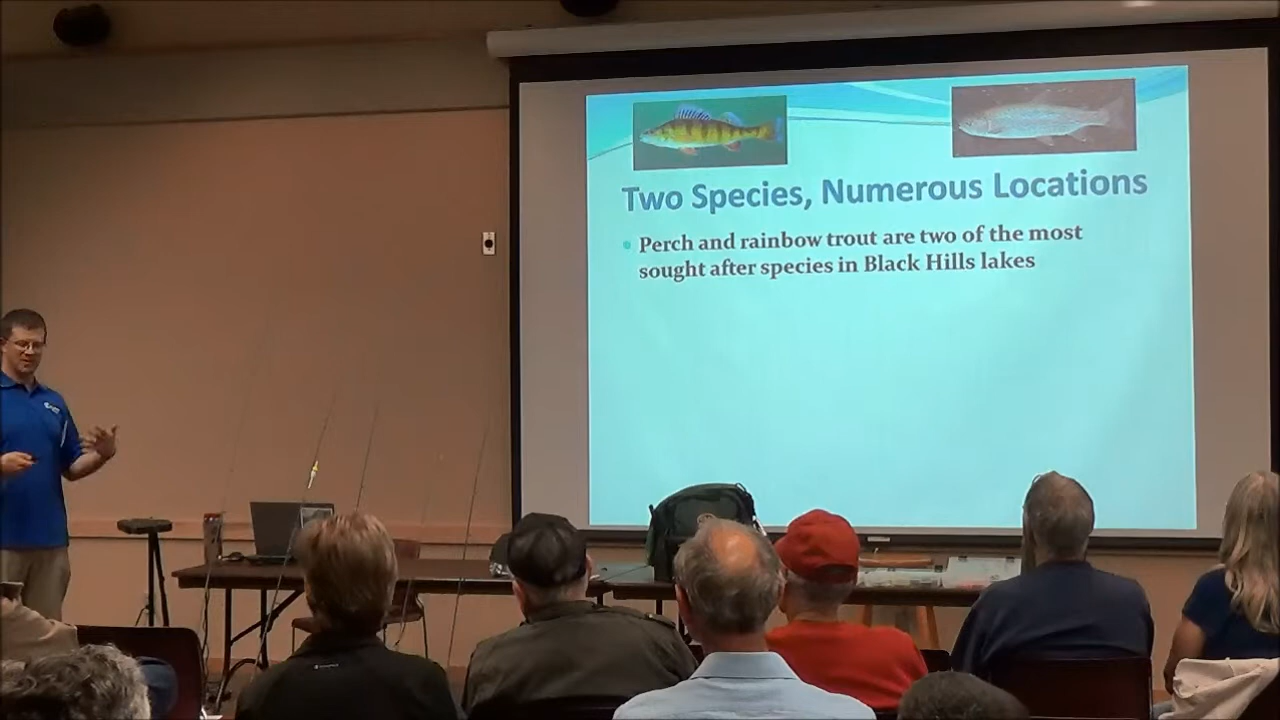 Two Species, Numerous Locations
Perch and rainbow trout are two of the most
sought after species in Black Hills lakes